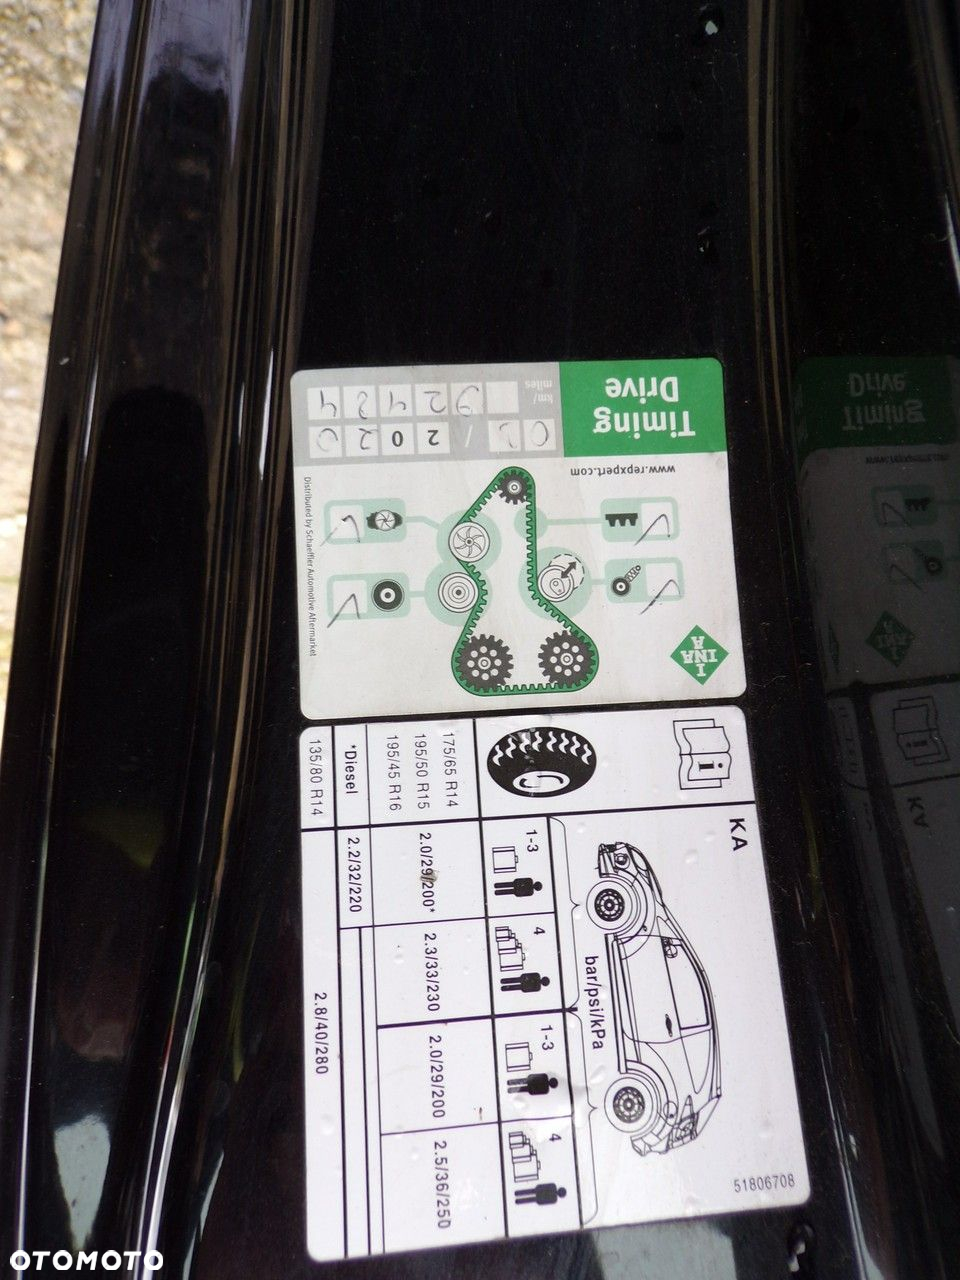 Timing
Drive
/ 2020
km/
miles 92484
www.repxpert.com
INA
INA
A
Distributed by Schaeffler Automotive Aftermarket
KA
51806708
i
bar/psi/kPa
1-3 4 1-3 4
175/65 R14
195/50 R15
195/45 R16
2.0/29/200* 2.3/33/230 2.0/29/200 2.5/36/250
*Diesel 2.2/32/220
135/80 R14 2.8/40/280
OTOMOTO